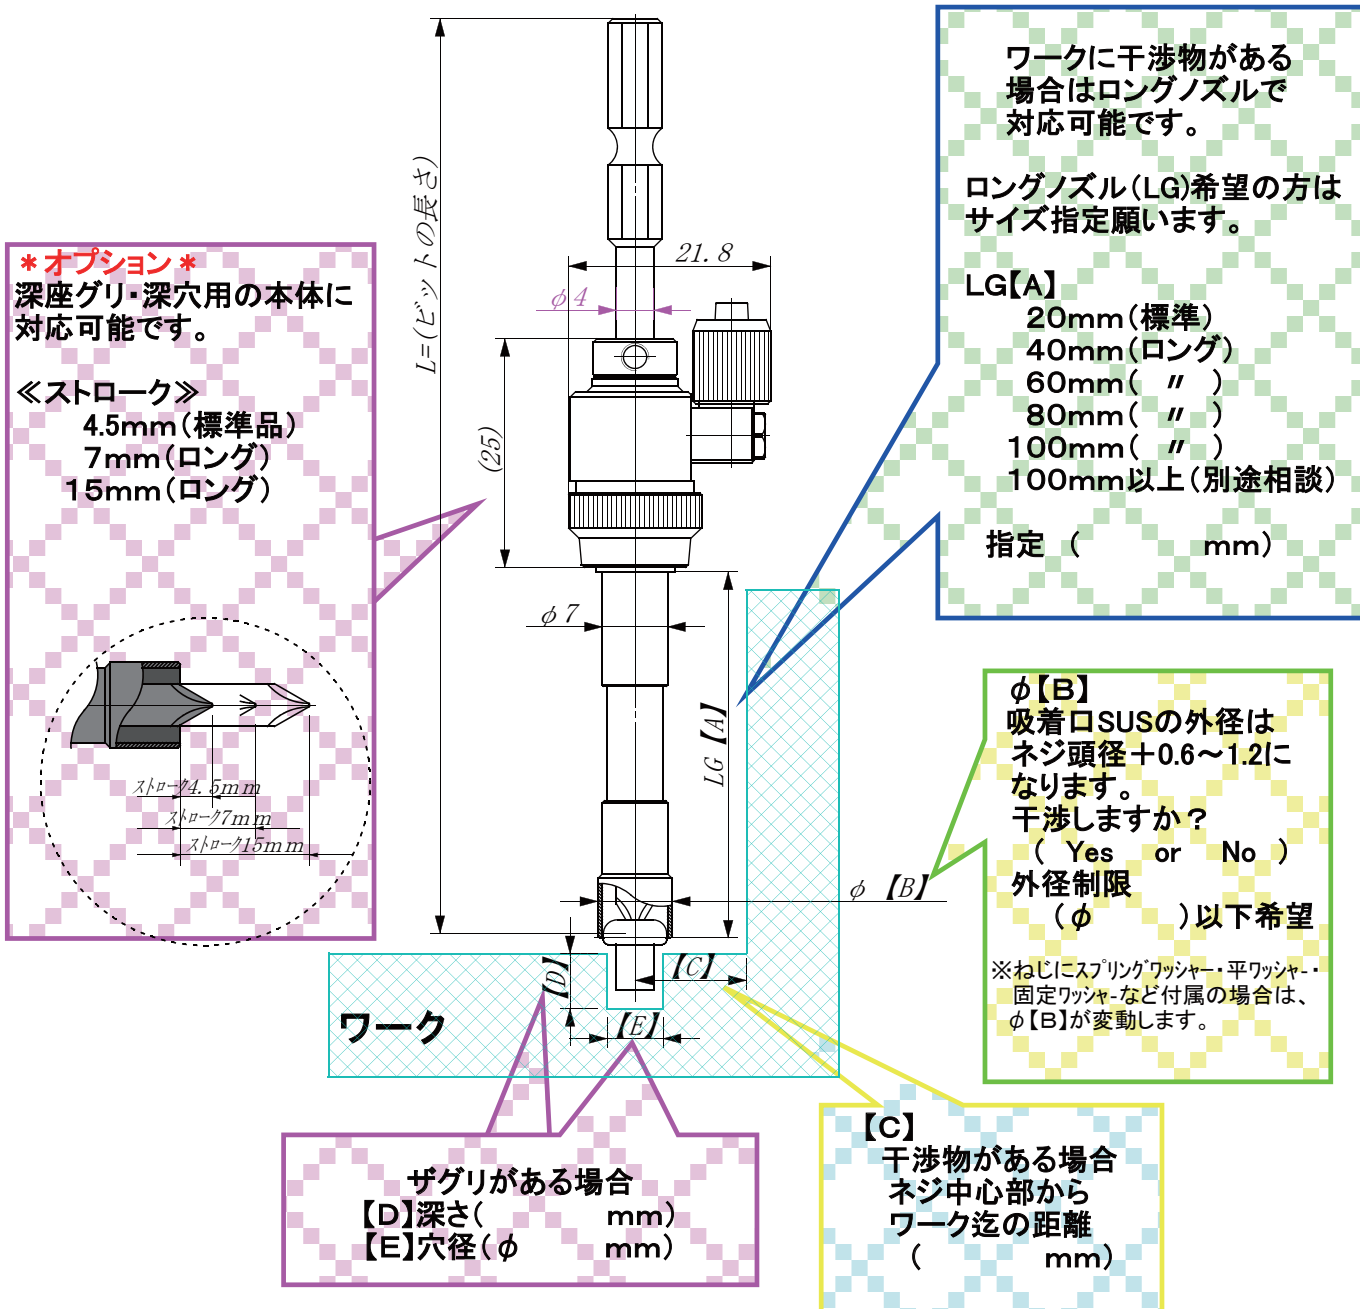 L=(ビットの長さ)
21.8
φ4
(25)
φ7
LG【A】
φ【B】
【C】
【D】
【E】
ワーク
＊オプション＊
深座グリ・深穴用の本体に
対応可能です。
≪ストローク≫
4.5mm(標準品)
7mm(ロング)
15mm(ロング)
ストローク4.5mm
ストローク7mm
ストローク15mm
ワークに干渉物がある
場合はロングノズルで
対応可能です。
ロングノズル(LG)希望の方は
サイズ指定願います。
LG【A】
20mm(標準)
40mm(ロング)
60mm( 〃 )
80mm( 〃 )
100mm( 〃 )
100mm以上(別途相談)
指定 ( mm)
φ【B】
吸着口SUSの外径は
ネジ頭径＋0.6～1.2に
なります。
干渉しますか？
( Yes or No )
外径制限
(φ )以下希望
※ねじにスプリングワッシャー・平ワッシャー・
固定ワッシャーなど付属の場合は、
φ【B】が変動します。
ザグリがある場合
【D】深さ( mm)
【E】穴径(φ mm)
【C】
干渉物がある場合
ネジ中心部から
ワーク迄の距離
( mm)